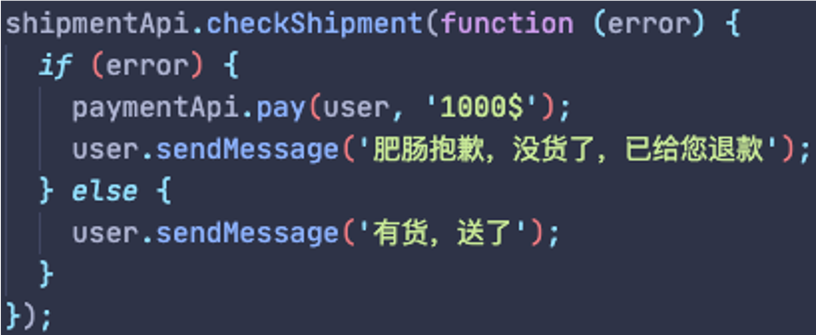 shipmentApi.checkShipment(function (error) {
  if (error) {
    paymentApi.pay(user, '1000$');
    user.sendMessage('肥肠抱歉，没货了，已给您退款');
  } else {
    user.sendMessage('有货，送了');
  }
});